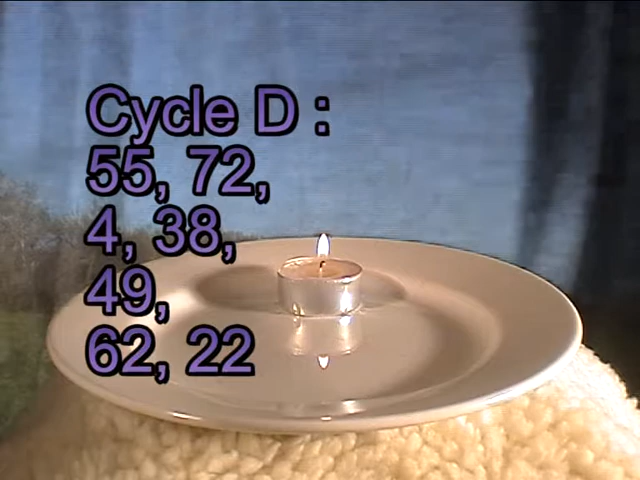 Cycle D :
55, 72,
4, 38,
49,
62, 22